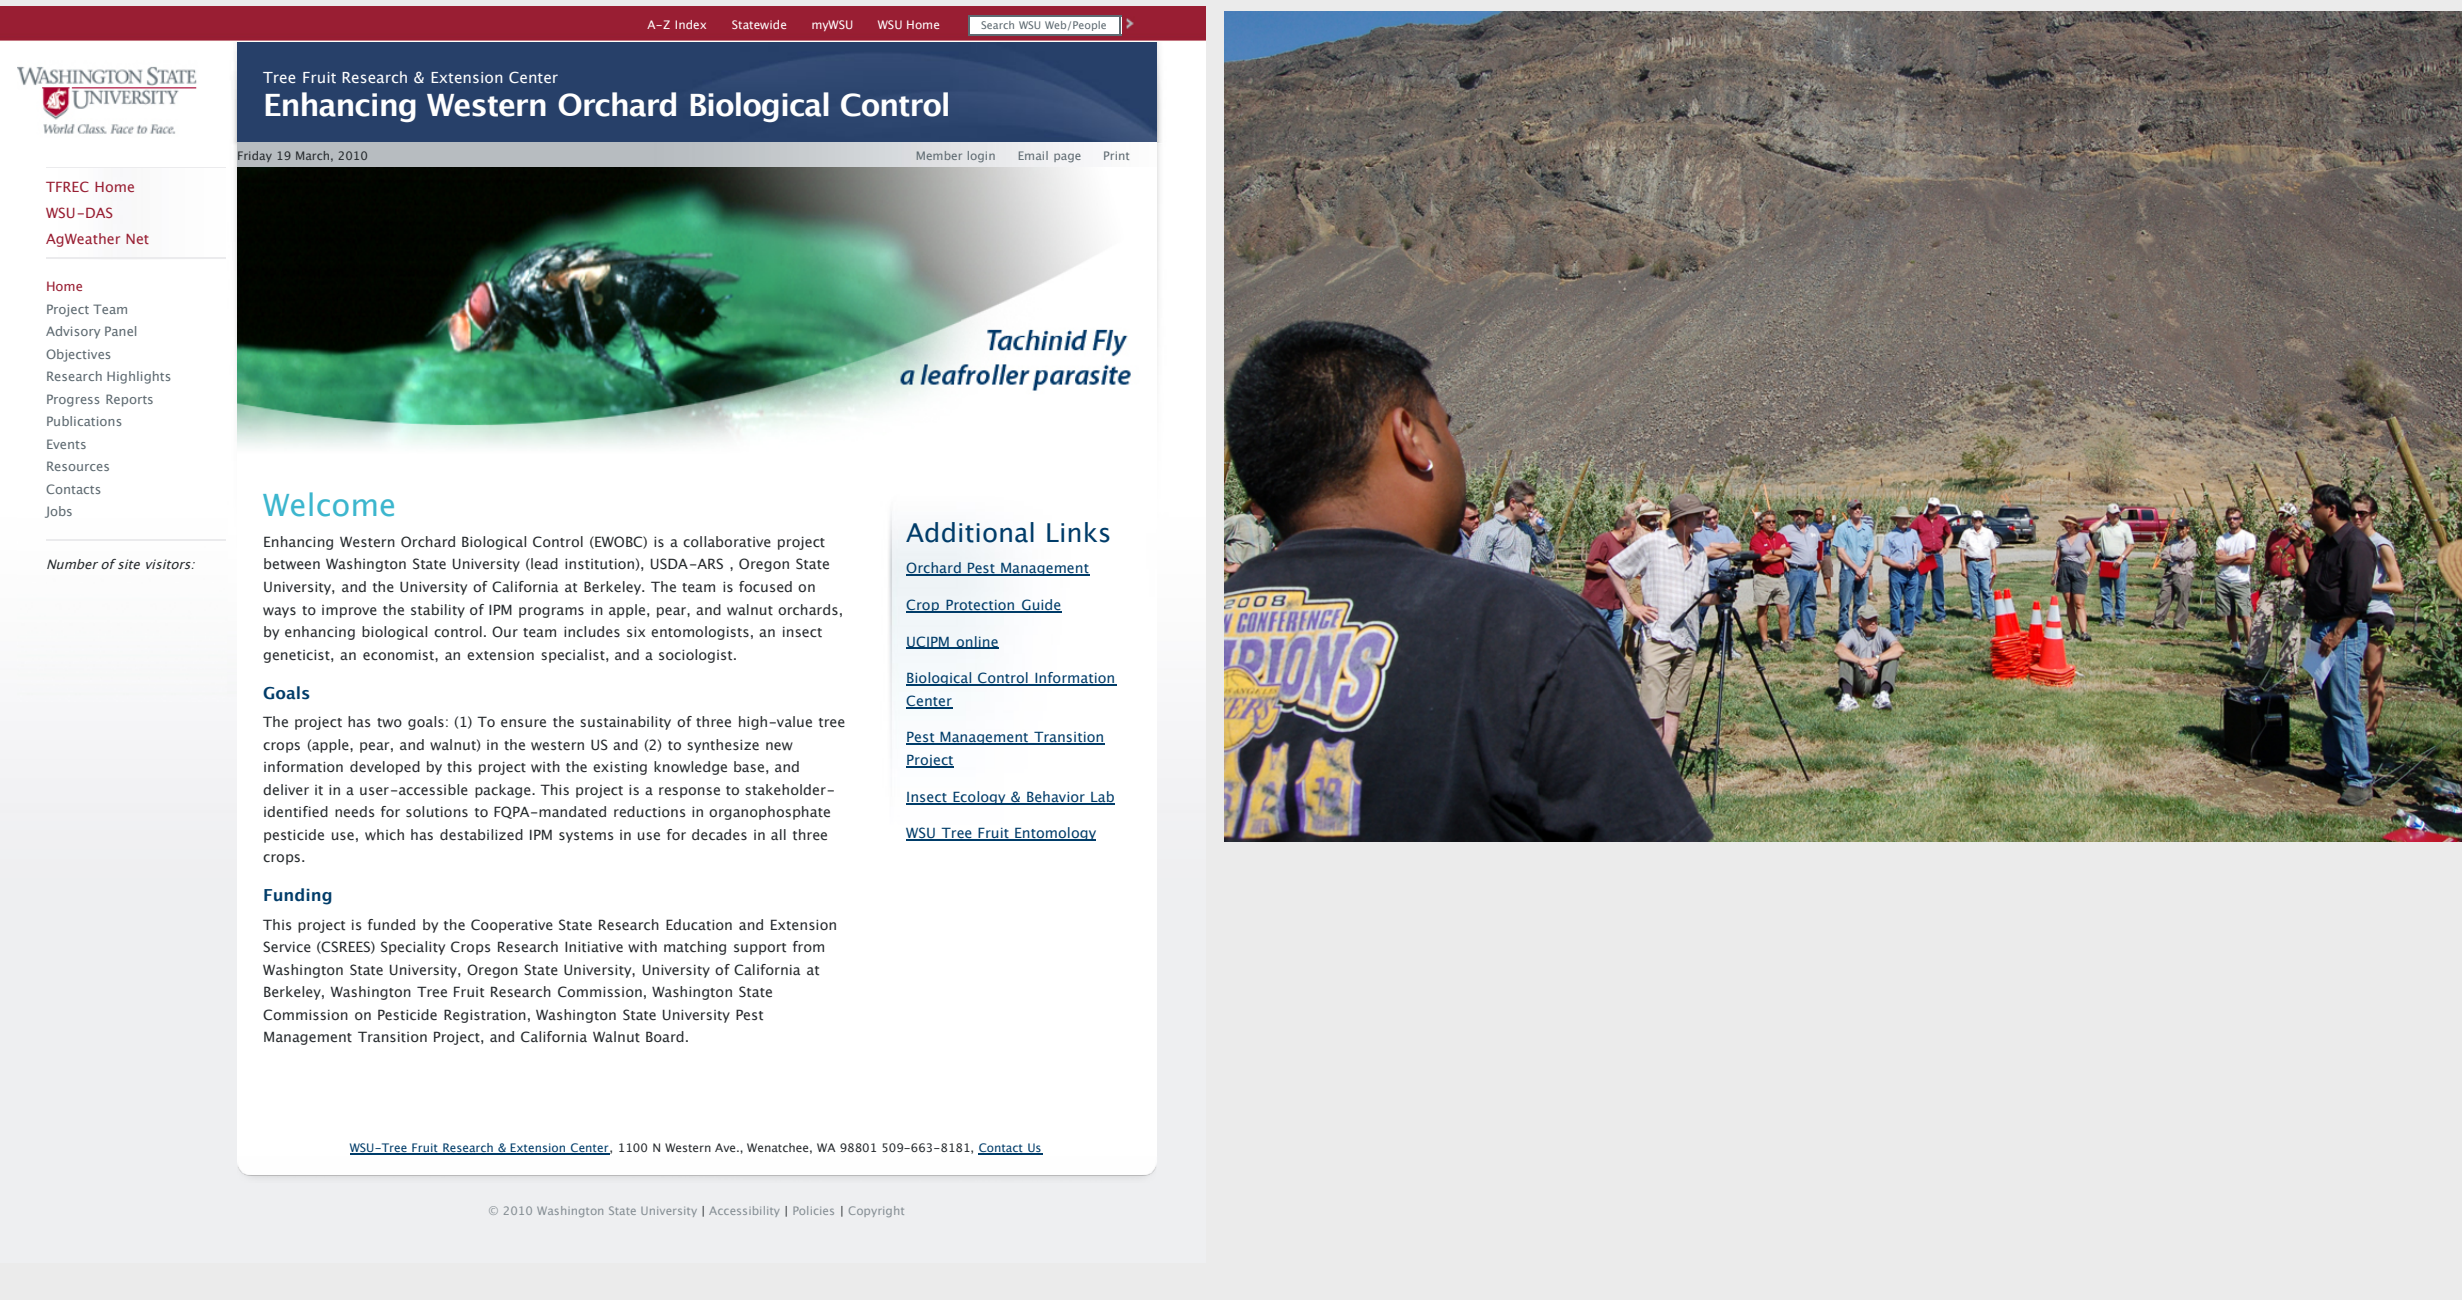 A-Z Index Statewide myWSU WSU Home Search WSU Web/People
WASHINGTON STATE
UNIVERSITY
World Class. Face to Face.
Tree Fruit Research & Extension Center
Enhancing Western Orchard Biological Control
Friday 19 March, 2010
Member login Email page Print
TFREC Home
WSU-DAS
AgWeather Net
Home
Project Team
Advisory Panel
Objectives
Research Highlights
Progress Reports
Publications
Events
Resources
Contacts
Jobs
Number of site visitors:
Tachinid Fly
a leafroller parasite
Welcome
Enhancing Western Orchard Biological Control (EWOBC) is a collaborative project
between Washington State University (lead institution), USDA-ARS , Oregon State
University, and the University of California at Berkeley. The team is focused on
ways to improve the stability of IPM programs in apple, pear, and walnut orchards,
by enhancing biological control. Our team includes six entomologists, an insect
geneticist, an economist, an extension specialist, and a sociologist.
Goals
The project has two goals: (1) To ensure the sustainability of three high-value tree
crops (apple, pear, and walnut) in the western US and (2) to synthesize new
information developed by this project with the existing knowledge base, and
deliver it in a user-accessible package. This project is a response to stakeholder-
identified needs for solutions to FQPA-mandated reductions in organophosphate
pesticide use, which has destabilized IPM systems in use for decades in all three
crops.
Funding
This project is funded by the Cooperative State Research Education and Extension
Service (CSREES) Speciality Crops Research Initiative with matching support from
Washington State University, Oregon State University, University of California at
Berkeley, Washington Tree Fruit Research Commission, Washington State
Commission on Pesticide Registration, Washington State University Pest
Management Transition Project, and California Walnut Board.
Additional Links
Orchard Pest Management
Crop Protection Guide
UCIPM online
Biological Control Information
Center
Pest Management Transition
Project
Insect Ecology & Behavior Lab
WSU Tree Fruit Entomology
WSU-Tree Fruit Research & Extension Center, 1100 N Western Ave., Wenchatchee, WA 98801 509-663-8181, Contact Us
© 2010 Washington State University | Accessibility | Policies | Copyright
2008
N CONFERENCE
PIONS